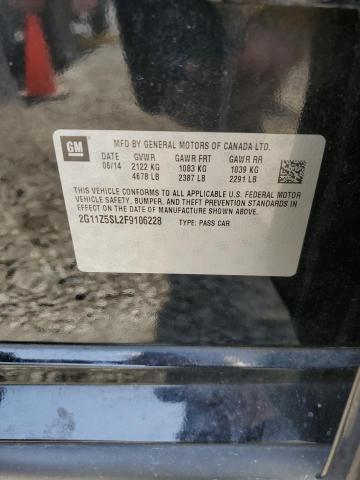 GM
MFD BY GENERAL MOTORS OF CANADA LTD.
DATE GVWR GAWR FRT GAWR RR
06/14 2122 KG 1083 KG 1039 KG
4678 LB 2387 LB 2291 LB
THIS VEHICLE CONFORMS TO ALL APPLICABLE U.S. FEDERAL MOTOR
VEHICLE SAFETY, BUMPER, AND THEFT PREVENTION STANDARDS
IN EFFECT ON THE DATE OF MANUFACTURE SHOWN ABOVE.
2G11Z5SL2F9106228 TYPE: PASS CAR